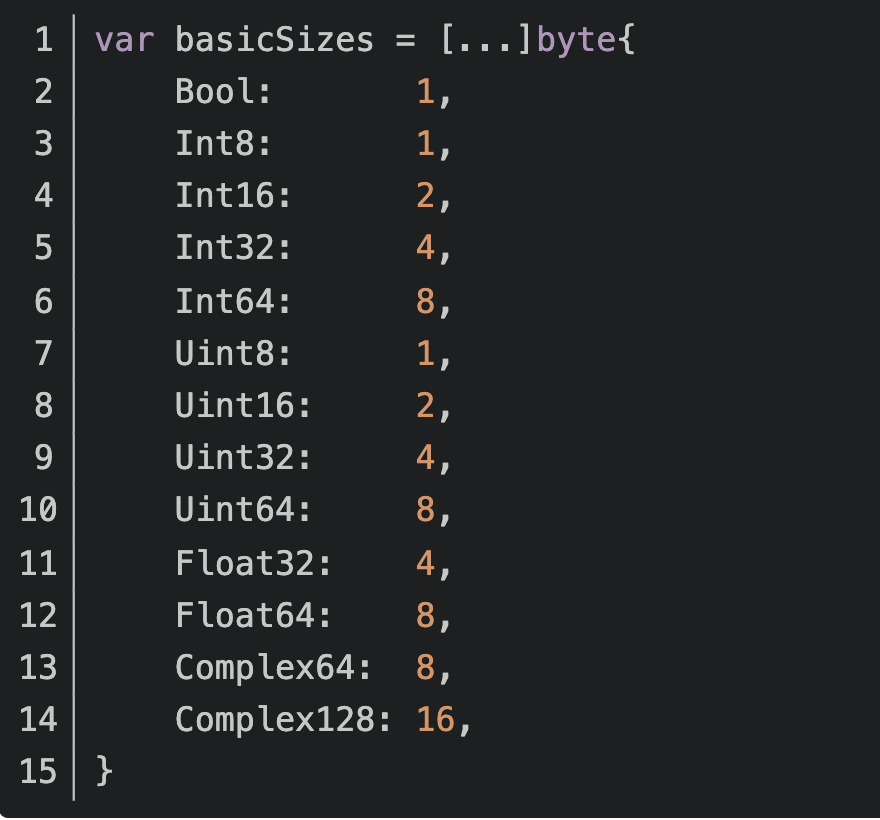 1 var basicSizes = [...]byte{
2     Bool:       1,
3     Int8:       1,
4     Int16:      2,
5     Int32:      4,
6     Int64:      8,
7     Uint8:      1,
8     Uint16:     2,
9     Uint32:     4,
10     Uint64:     8,
11     Float32:    4,
12     Float64:    8,
13     Complex64:  8,
14     Complex128: 16,
15 }